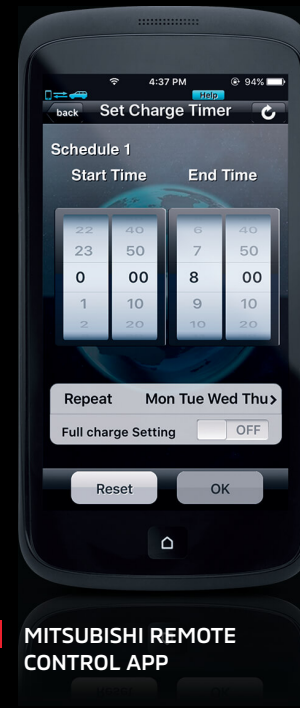 4:37 PM
94%
Help
back
Set Charge Timer
Schedule 1
Start Time End Time
22 40 6 40
23 50 7 50
0 00 8 00
1 10 9 10
2 20 10 20
Repeat Mon Tue Wed Thu>
Full charge Setting OFF
Reset OK
MITSUBISHI REMOTE
CONTROL APP